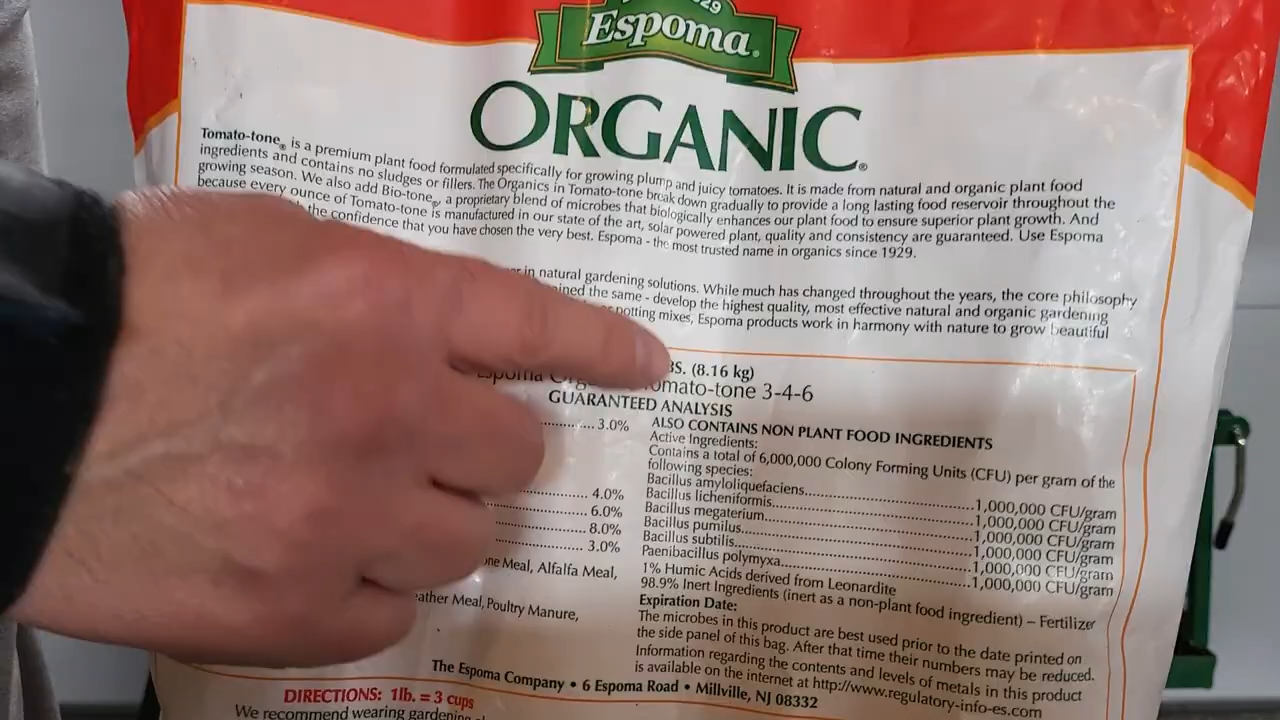 29
Espoma®
ORGANIC®
Tomato-tone® is a premium plant food formulated specifically for growing plump and juicy tomatoes. It is made from natural and organic plant food
ingredients and contains no sludges or fillers. The Organics in Tomato-tone break down gradually to provide a long lasting food reservoir throughout the
growing season. We also add Bio-tone®, a proprietary blend of microbes that biologically enhances our plant food to ensure superior plant growth. And
because every ounce of Tomato-tone is manufactured in our state of the art, solar powered plant, quality and consistency are guaranteed. Use Espoma
the confidence that you have chosen the very best. Espoma - the most trusted name in organics since 1929.
in natural gardening solutions. While much has changed throughout the years, the core philosophy
the same - develop the highest quality, most effective natural and organic gardening
potting mixes, Espoma products work in harmony with nature to grow beautiful
BS. (8.16 kg)
Espoma Tomato-tone 3-4-6
GUARANTEED ANALYSIS
3.0%
4.0%
6.0%
8.0%
3.0%
Meal, Alfalfa Meal,
Meal, Poultry Manure,
ALSO CONTAINS NON PLANT FOOD INGREDIENTS
Active Ingredients:
Contains a total of 6,000,000 Colony Forming Units (CFU) per gram of the
following species:
Bacillus amyloliquefaciens 1,000,000 CFU/gram
Bacillus licheniformis 1,000,000 CFU/gram
Bacillus megaterium 1,000,000 CFU/gram
Bacillus pumilus 1,000,000 CFU/gram
Bacillus subtilis 1,000,000 CFU/gram
Paenibacillus polymyxa 1,000,000 CFU/gram
1% Humic Acids derived from Leonardite
98.9% Inert Ingredients (inert as a non-plant food ingredient) – Fertilizer
Expiration Date:
The microbes in this product are best used prior to the date printed on
the side panel of this bag. After that time their numbers may be reduced.
Information regarding the contents and levels of metals in this product
is available on the internet at http://www.regulatory-info-es.com
The Espoma Company • 6 Espoma Road • Millville, NJ 08332
DIRECTIONS: 1lb. = 3 cups
We recommend wearing gardening